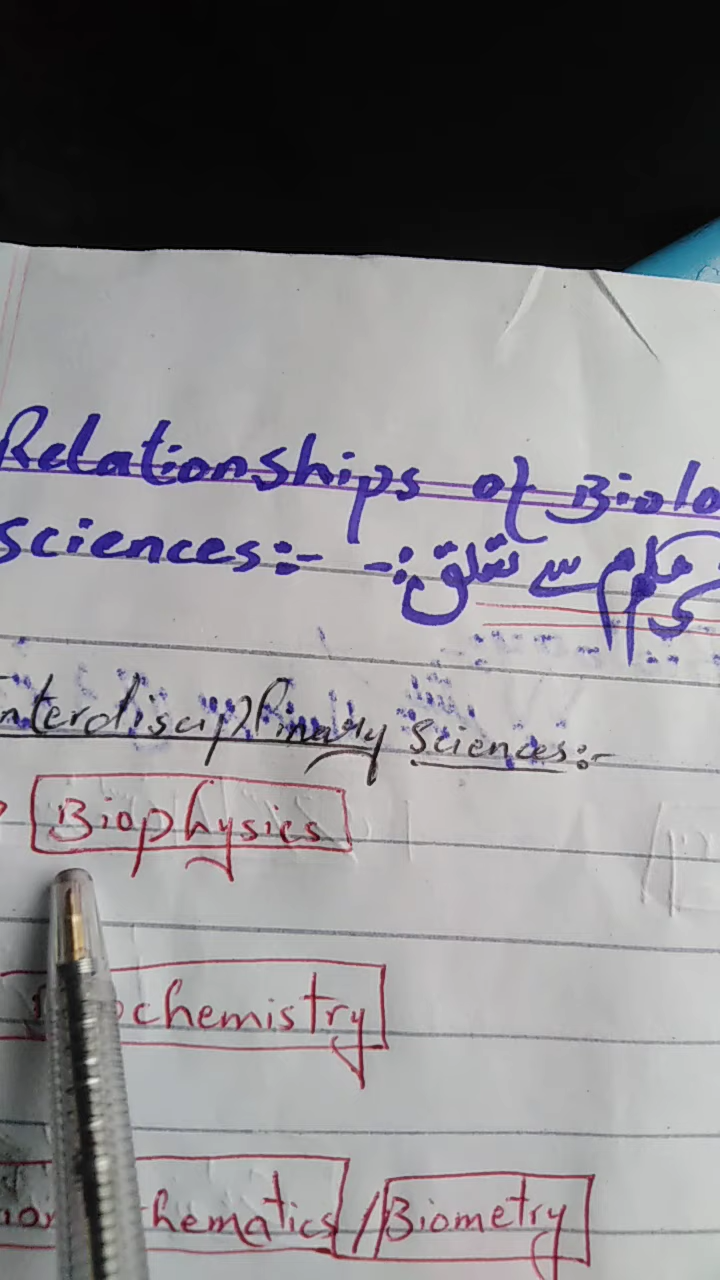 Relationships of Biolo
sciences:- علوم سے تعلق:-
nterdisciplinary sciences:-
Biophysics
chemistry
hematics / Biometry